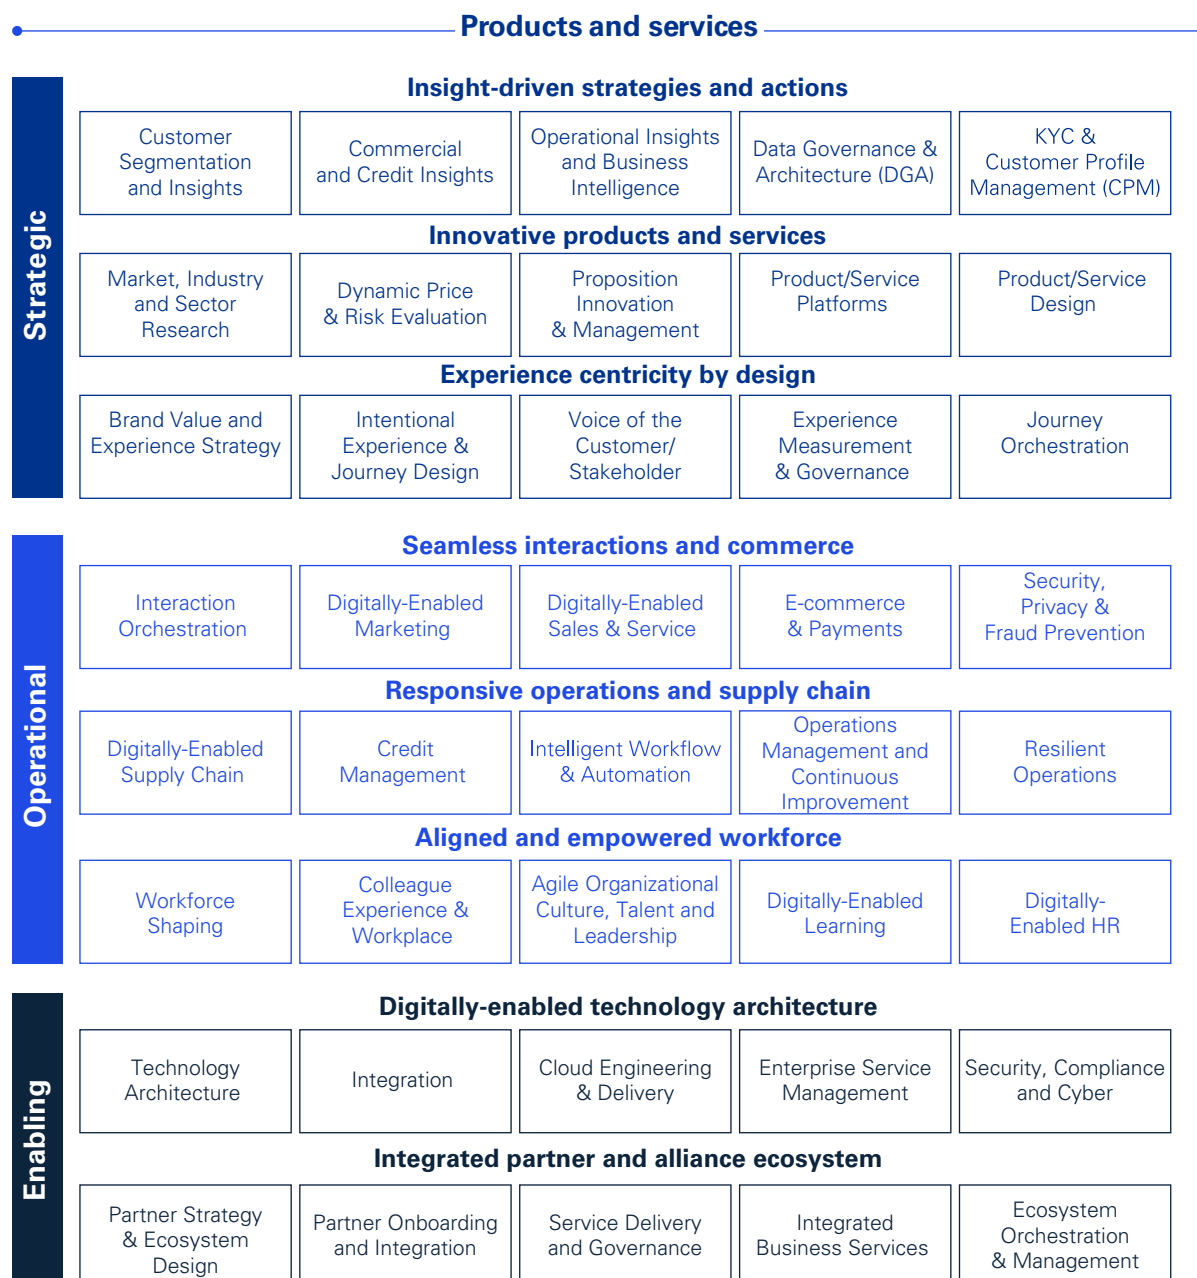 Products and services
Strategic
Insight-driven strategies and actions
Customer
Segmentation
and Insights
Commercial
and Credit Insights
Operational Insights
and Business
Intelligence
Data Governance &
Architecture (DGA)
KYC &
Customer Profile
Management (CPM)
Innovative products and services
Market, Industry
and Sector
Research
Dynamic Price
& Risk Evaluation
Proposition
Innovation
& Management
Product/Service
Platforms
Product/Service
Design
Experience centricity by design
Brand Value and
Experience Strategy
Intentional
Experience &
Journey Design
Voice of the
Customer/
Stakeholder
Experience
Measurement
& Governance
Journey
Orchestration
Operational
Seamless interactions and commerce
Interaction
Orchestration
Digitally-Enabled
Marketing
Digitally-Enabled
Sales & Service
E-commerce
& Payments
Security,
Privacy &
Fraud Prevention
Responsive operations and supply chain
Digitally-Enabled
Supply Chain
Credit
Management
Intelligent Workflow
& Automation
Operations
Management and
Continuous
Improvement
Resilient
Operations
Aligned and empowered workforce
Workforce
Shaping
Colleague
Experience &
Workplace
Agile Organizational
Culture, Talent and
Leadership
Digitally-Enabled
Learning
Digitally-
Enabled HR
Enabling
Digitally-enabled technology architecture
Technology
Architecture
Integration
Cloud Engineering
& Delivery
Enterprise Service
Management
Security, Compliance
and Cyber
Integrated partner and alliance ecosystem
Partner Strategy
& Ecosystem
Design
Partner Onboarding
and Integration
Service Delivery
and Governance
Integrated
Business Services
Ecosystem
Orchestration
& Management